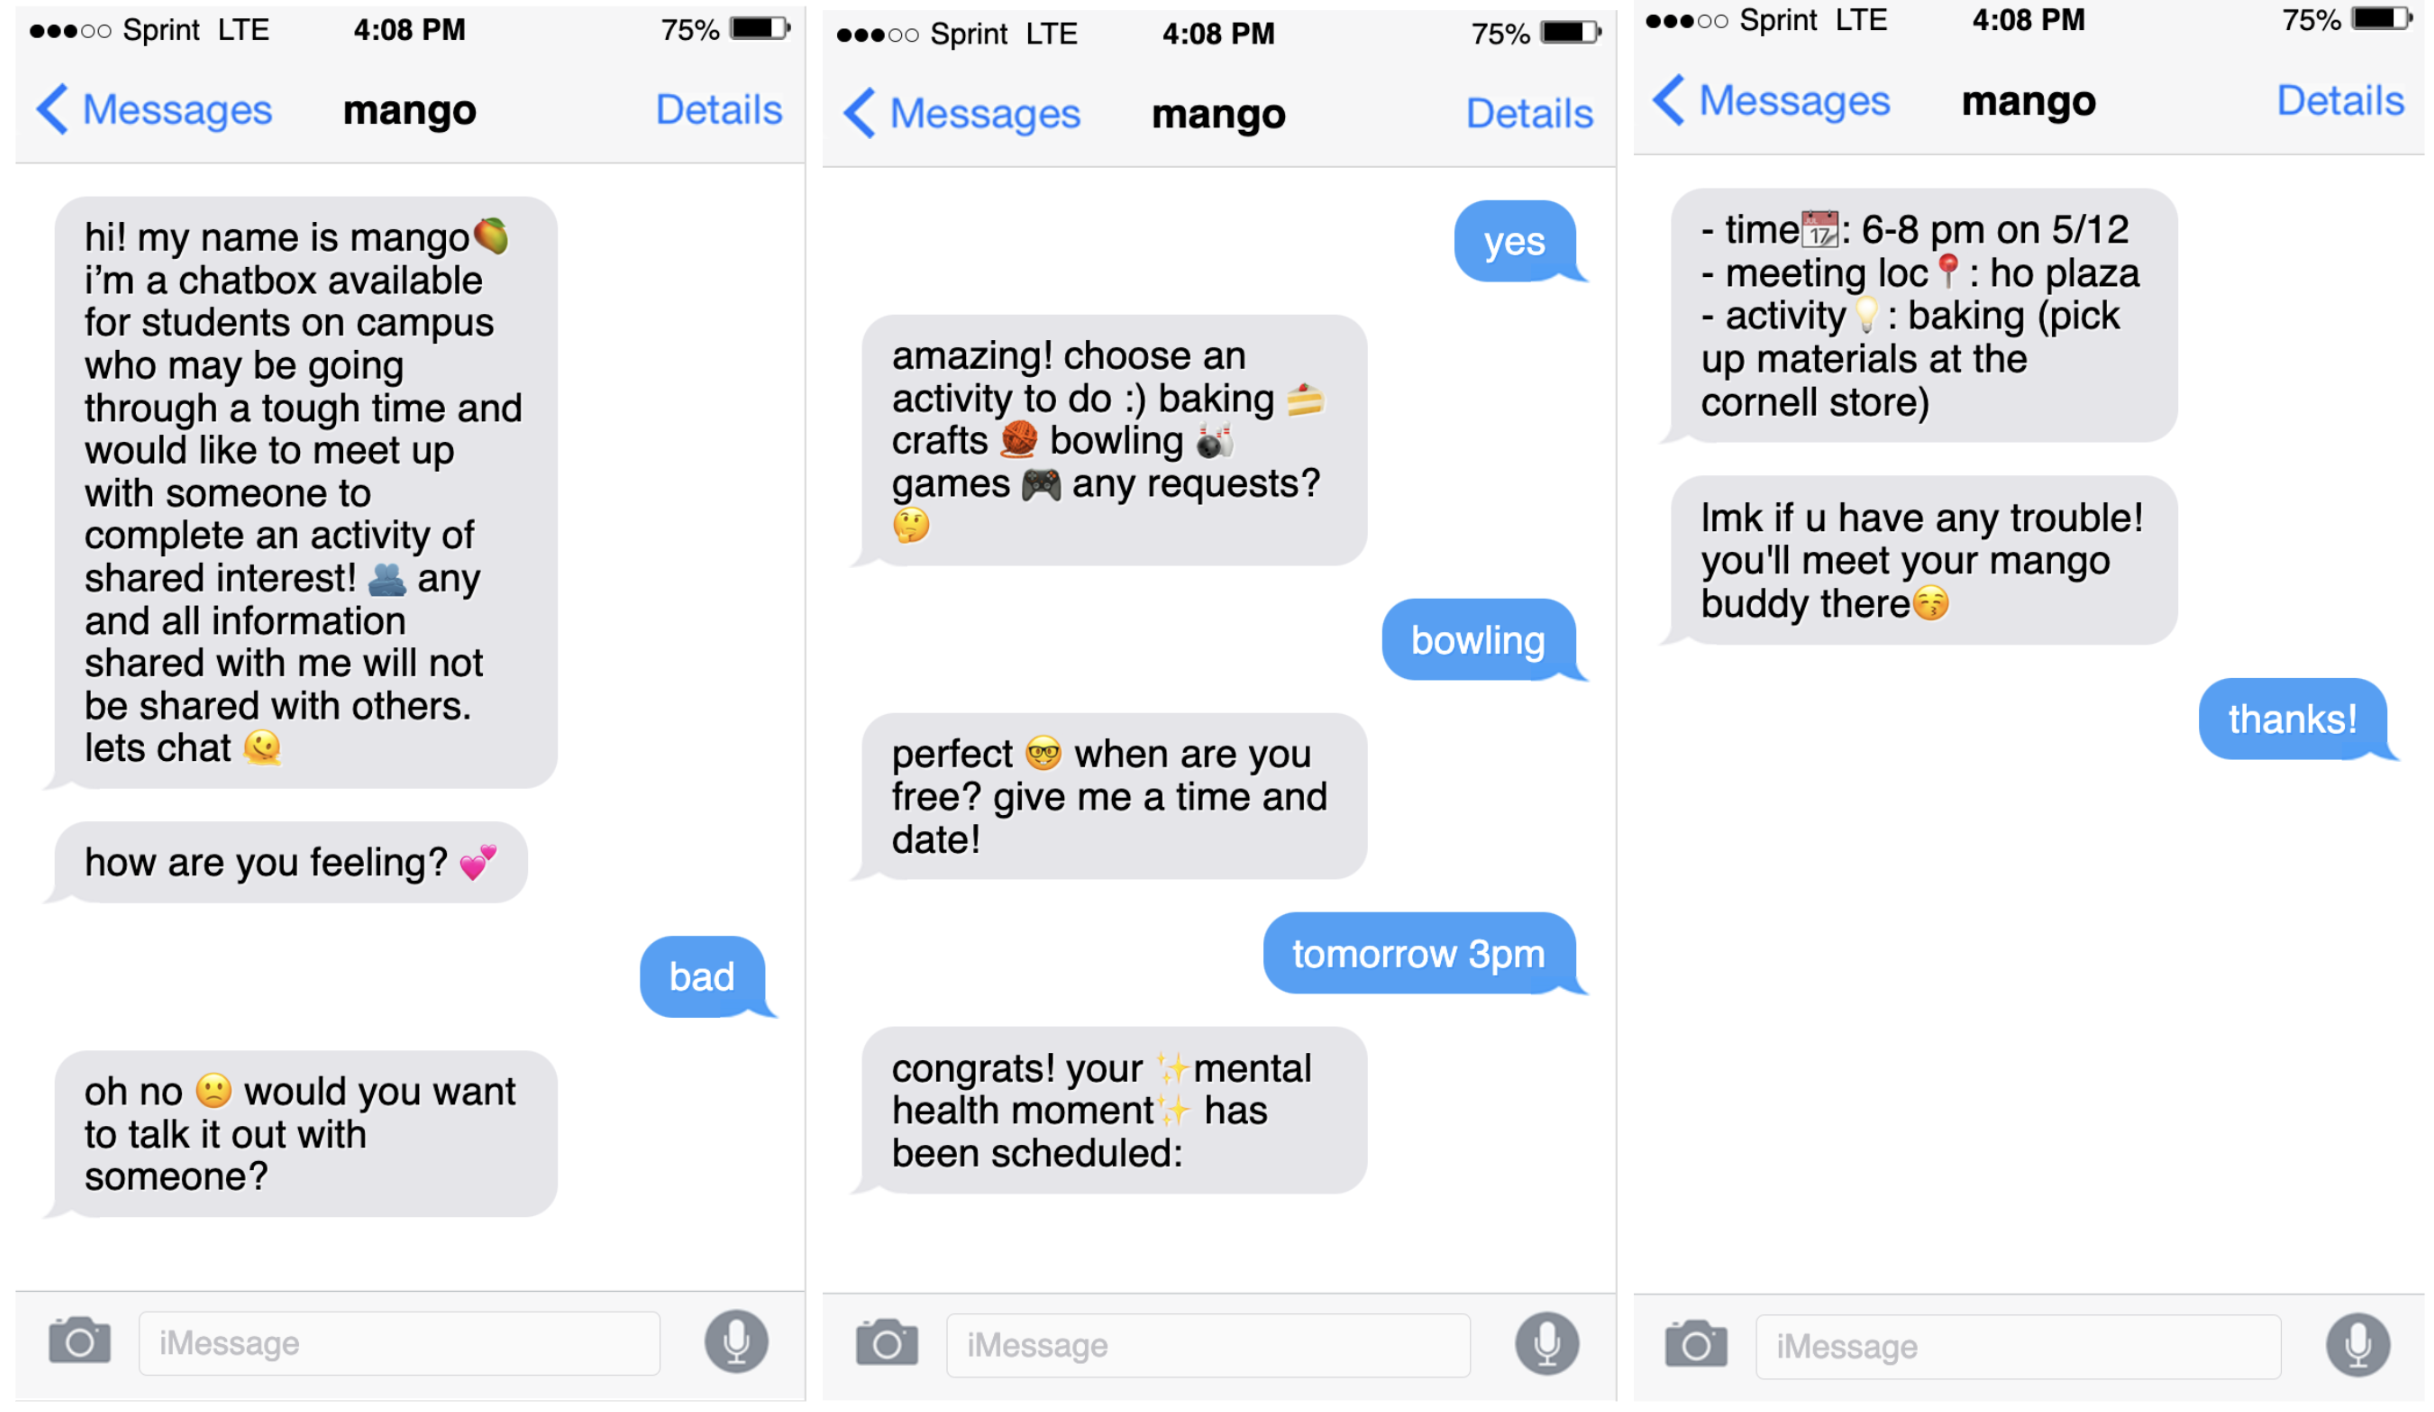 Sprint LTE 4:08 PM 75%
Messages mango Details
hi! my name is mango🥭
i’m a chatbox available
for students on campus
who may be going
through a tough time and
would like to meet up
with someone to
complete an activity of
shared interest! 🫂 any
and all information
shared with me will not
be shared with others.
lets chat 🫠
how are you feeling? 💕
bad
oh no 🙁 would you want
to talk it out with
someone?
iMessage
Sprint LTE 4:08 PM 75%
Messages mango Details
yes
amazing! choose an
activity to do :) baking 🍰
crafts 🧶 bowling 🎳
games 🎮 any requests?
🤔
bowling
perfect 🤓 when are you
free? give me a time and
date!
tomorrow 3pm
congrats! your ✨mental
health moment✨ has
been scheduled:
iMessage
Sprint LTE 4:08 PM 75%
Messages mango Details
- time📆: 6-8 pm on 5/12
- meeting loc📍: ho plaza
- activity💡: baking (pick
up materials at the
cornell store)
lmk if u have any trouble!
you'll meet your mango
buddy there😚
thanks!
iMessage